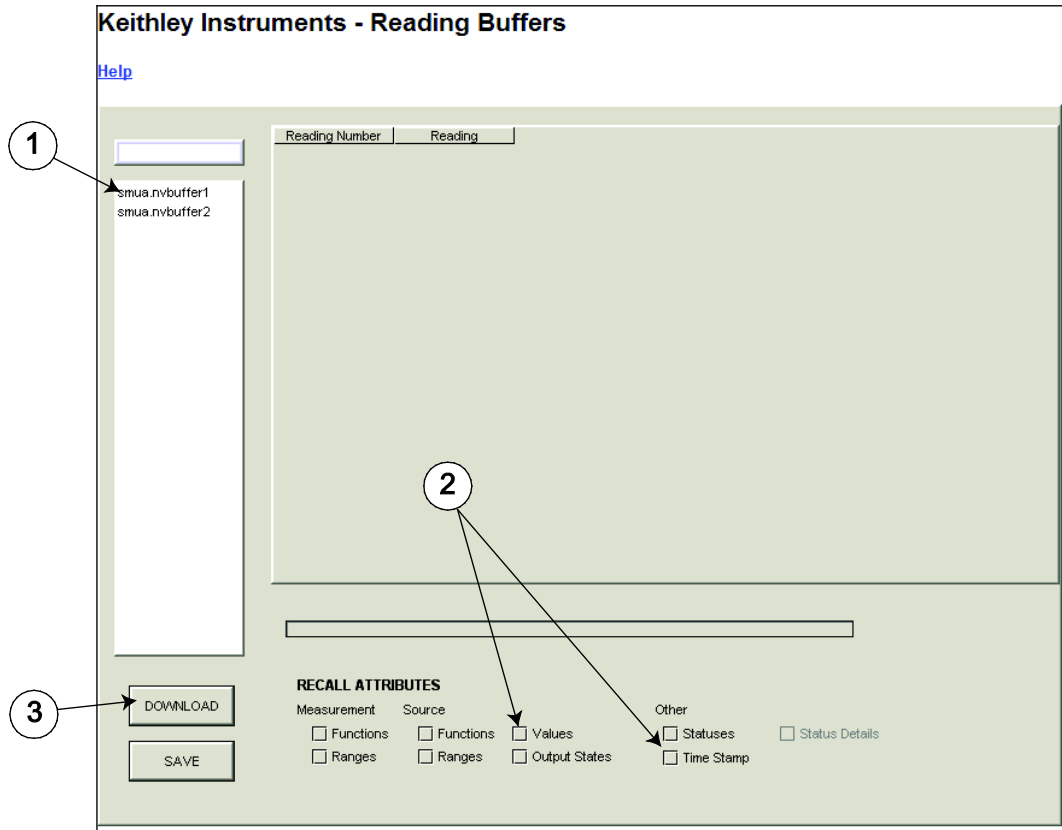 Keithley Instruments - Reading Buffers
Help
1
Reading Number Reading
smua.nvbuffer1
smua.nvbuffer2
2
3
DOWNLOAD
SAVE
RECALL ATTRIBUTES
Measurement Source Other
Functions Functions Values Statuses Status Details
Ranges Ranges Output States Time Stamp